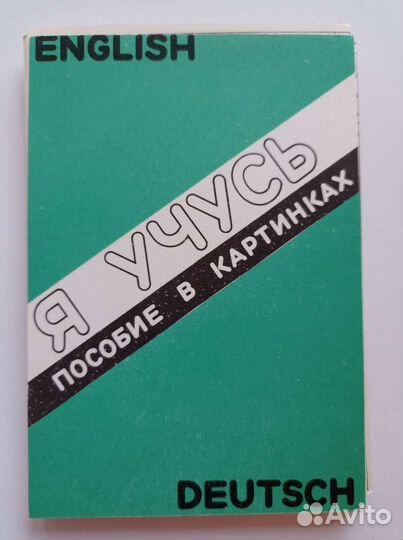 ENGLISH
Я УЧУСЬ
ПОСОБИЕ В КАРТИНКАХ
DEUTSCH
Avito